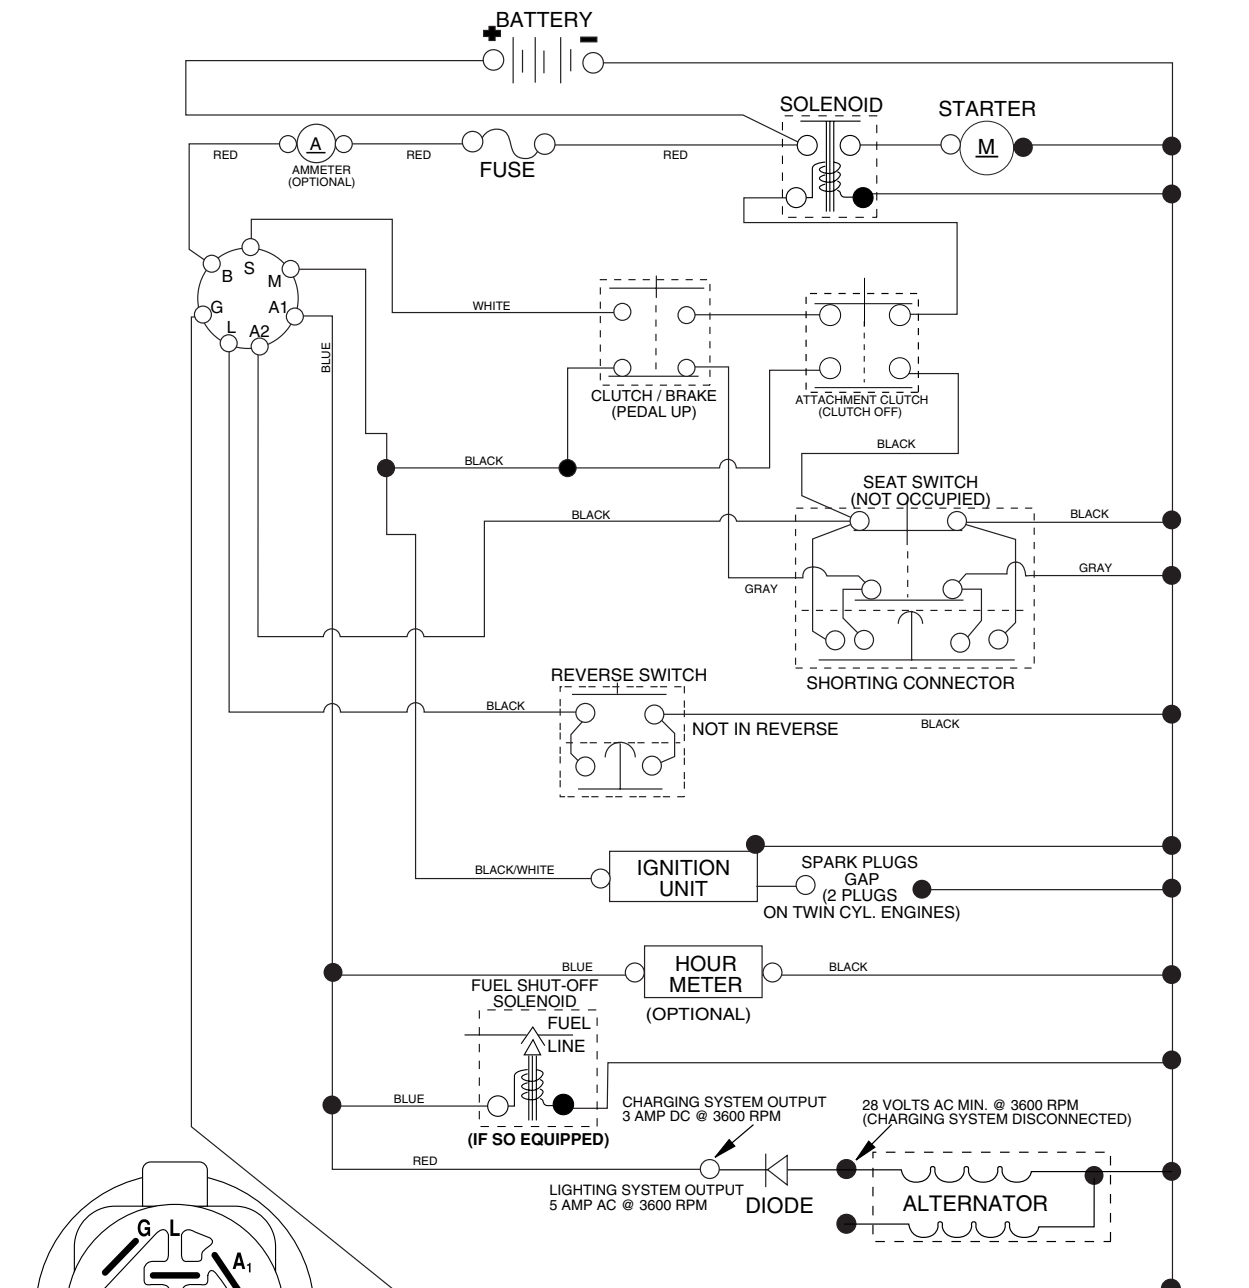 BATTERY
SOLENOID
STARTER
A
M
RED
RED
RED
AMMETER
(OPTIONAL)
FUSE
B
S
M
G
A1
L
A2
BLUE
WHITE
CLUTCH / BRAKE
(PEDAL UP)
ATTACHMENT CLUTCH
(CLUTCH OFF)
BLACK
BLACK
SEAT SWITCH
(NOT OCCUPIED)
BLACK
BLACK
GRAY
GRAY
REVERSE SWITCH
SHORTING CONNECTOR
BLACK
NOT IN REVERSE
BLACK
BLACK/WHITE
IGNITION
UNIT
SPARK PLUGS
GAP
(2 PLUGS
ON TWIN CYL. ENGINES)
BLUE
HOUR
METER
(OPTIONAL)
BLACK
FUEL SHUT-OFF
SOLENOID
FUEL
LINE
BLUE
(IF SO EQUIPPED)
CHARGING SYSTEM OUTPUT
3 AMP DC @ 3600 RPM
28 VOLTS AC MIN. @ 3600 RPM
(CHARGING SYSTEM DISCONNECTED)
RED
LIGHTING SYSTEM OUTPUT
5 AMP AC @ 3600 RPM
DIODE
ALTERNATOR
G L
A1